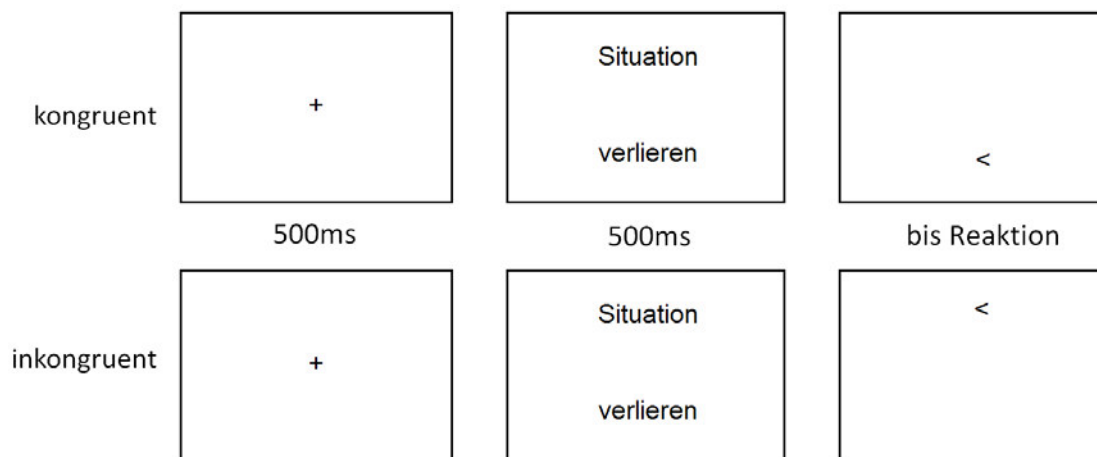 Situation
kongruent + verlieren <
500ms 500ms bis Reaktion
Situation <
inkongruent + verlieren